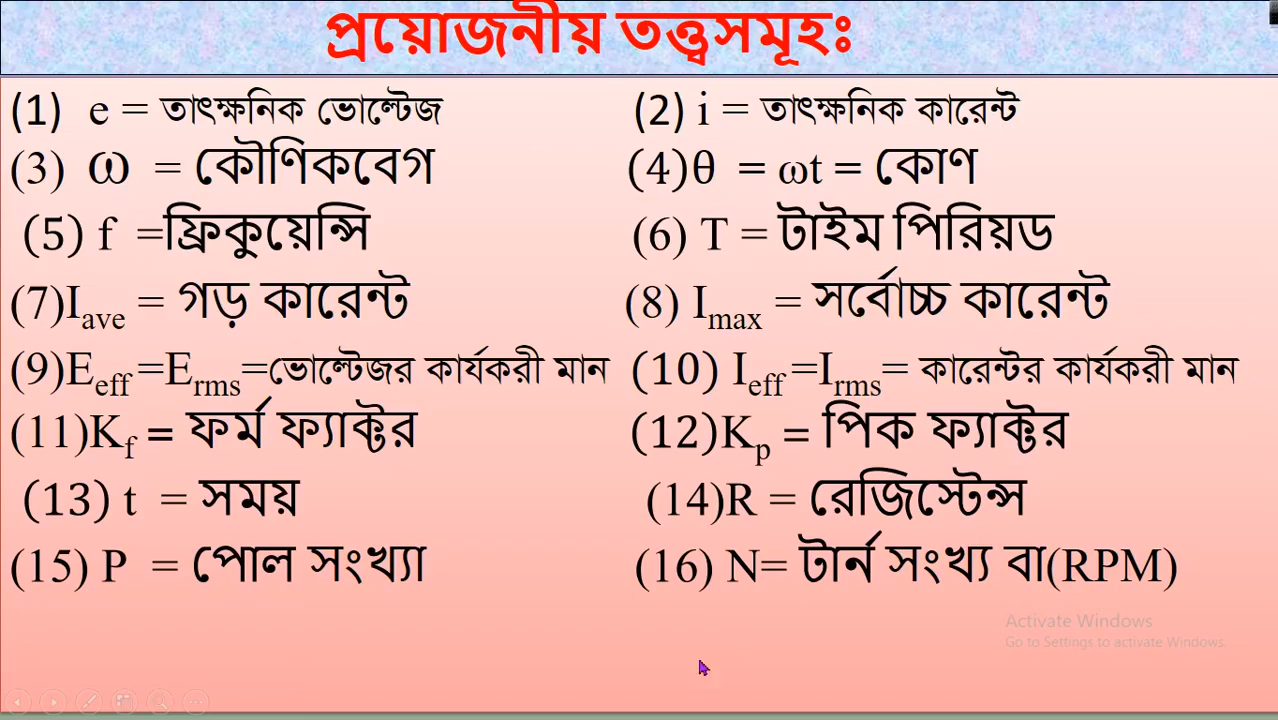 প্রয়োজনীয় তত্ত্বসমূহঃ
(1) e = তাৎক্ষনিক ভোল্টেজ (2) i = তাৎক্ষনিক কারেন্ট
(3) ω = কৌণিকবেগ (4)θ = ωt = কোণ
(5) f =ফ্রিকুয়েন্সি (6) T = টাইম পিরিয়ড
(7)Iave = গড় কারেন্ট (8) Imax = সর্বোচ্চ কারেন্ট
(9)Eeff =Erms=ভোল্টেজর কার্যকরী মান (10) Ieff =Irms= কারেন্টর কার্যকরী মান
(11)Kf = ফর্ম ফ্যাক্টর (12)Kp = পিক ফ্যাক্টর
(13) t = সময় (14)R = রেজিস্টেন্স
(15) P = পোল সংখ্যা (16) N= টার্ন সংখ্য বা(RPM)
Activate Windows
Go to Settings to activate Windows.